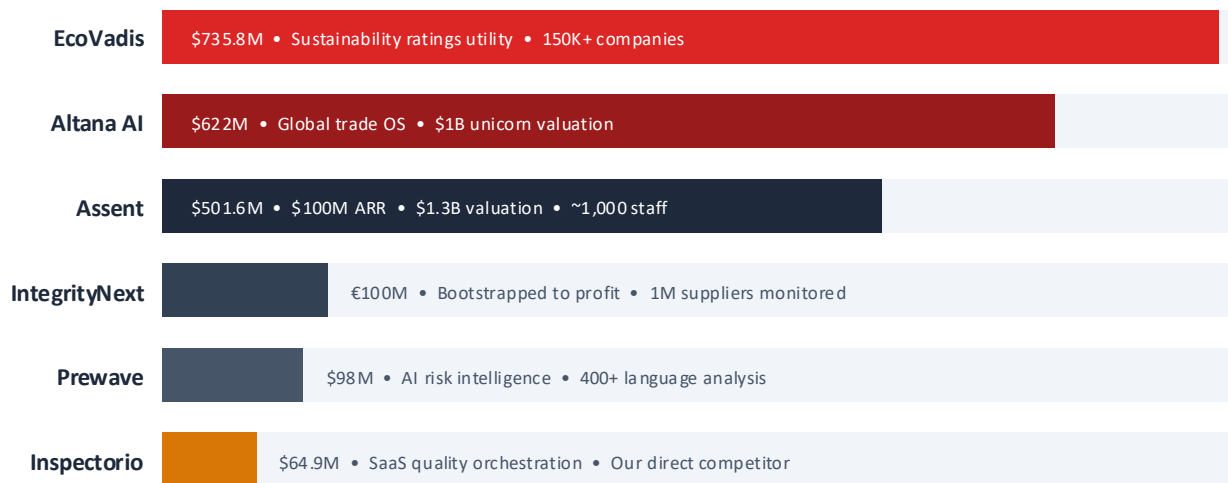 EcoVadis $735.8M • Sustainability ratings utility • 150K+ companies
Altana AI $622M • Global trade OS • $1B unicorn valuation
Assent $501.6M • $100M ARR • $1.3B valuation • ~1,000 staff
IntegrityNext €100M • Bootstrapped to profit • 1M suppliers monitored
Prewave $98M • AI risk intelligence • 400+ language analysis
Inspectorio $64.9M • SaaS quality orchestration • Our direct competitor